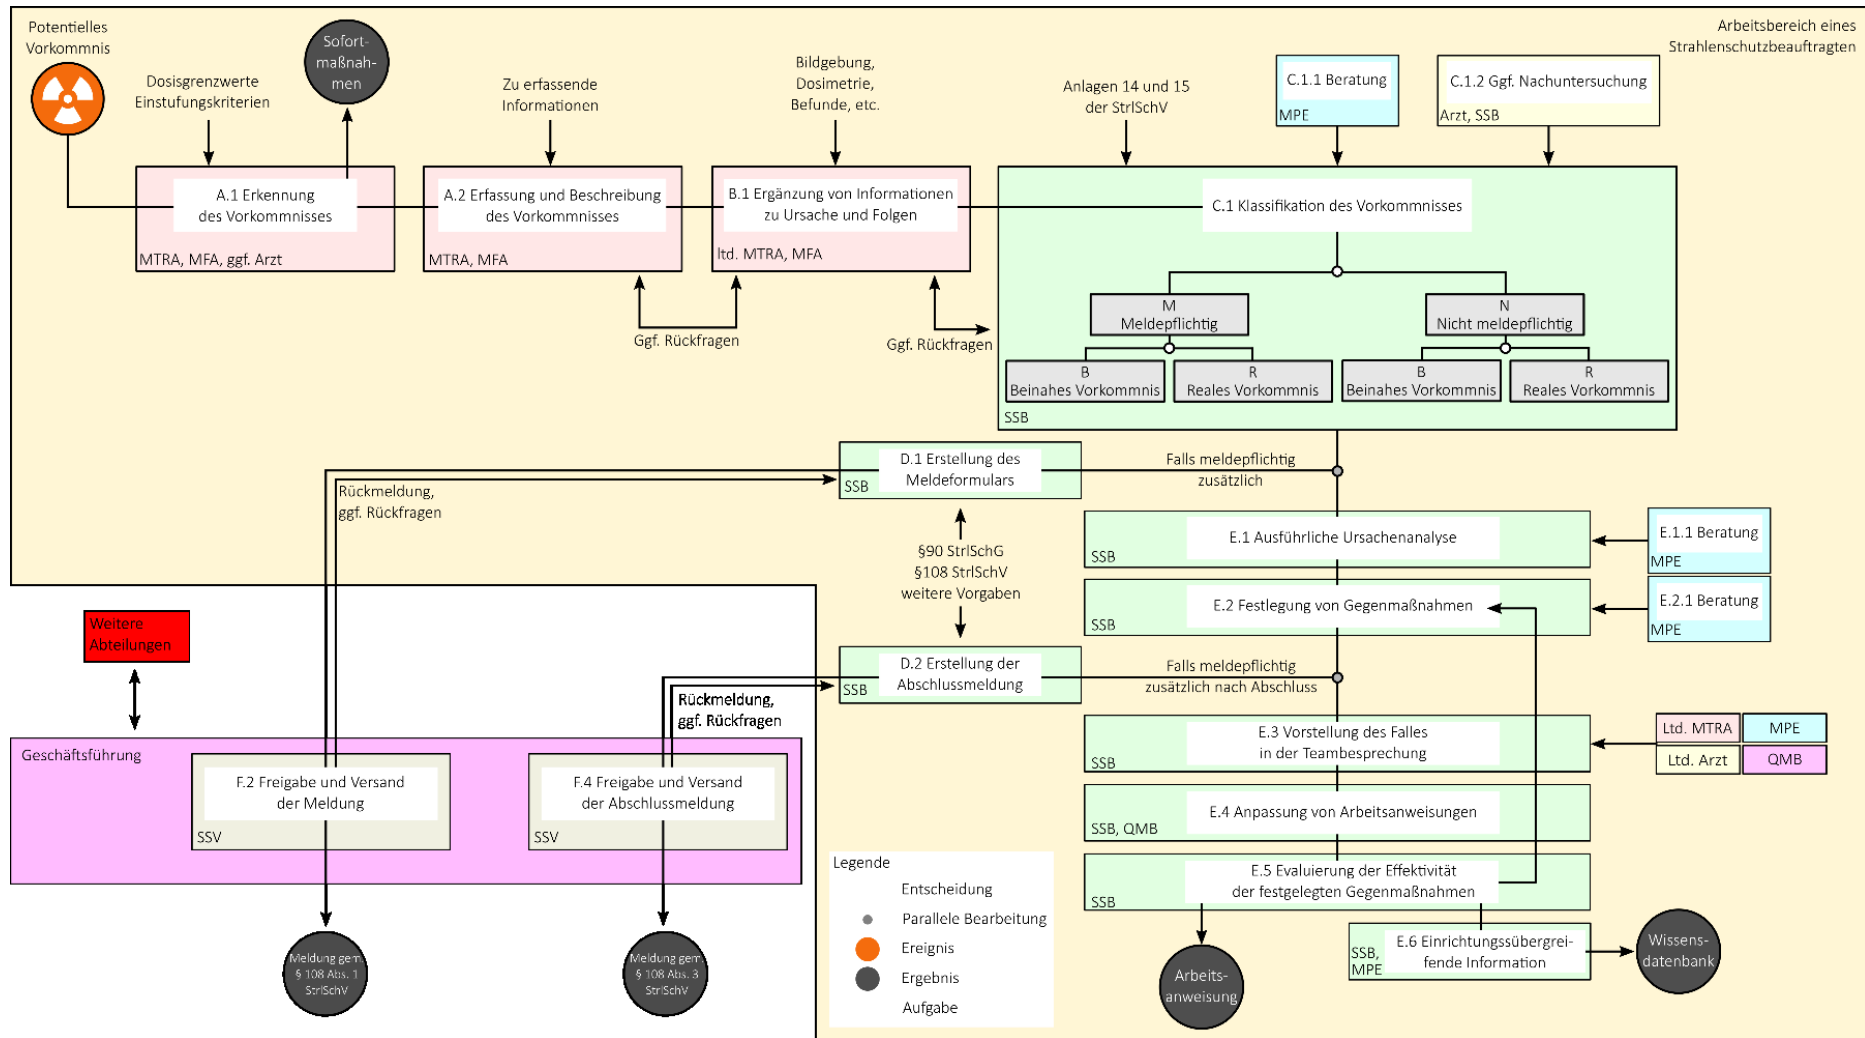 Potentielles
Vorkommnis
Sofort-
maßnah-
men
Arbeitsbereich eines
Strahlenschutzbeauftragten
Dosisgrenzwerte
Einstufungskriterien
Zu erfassende
Informationen
Bildgebung,
Dosimetrie,
Befunde, etc.
Anlagen 14 und 15
der StrlSchV
C.1.1 Beratung
MPE
C.1.2 Ggf. Nachuntersuchung
Arzt, SSB
A.1 Erkennung
des Vorkommnisses
MTRA, MFA, ggf. Arzt
A.2 Erfassung und Beschreibung
des Vorkommnisses
MTRA, MFA
B.1 Ergänzung von Informationen
zu Ursache und Folgen
ltd. MTRA, MFA
C.1 Klassifikation des Vorkommnisses
Ggf. Rückfragen
Ggf. Rückfragen
M
Meldepflichtig
N
Nicht meldepflichtig
B
Beinahes Vorkommnis
R
Reales Vorkommnis
B
Beinahes Vorkommnis
R
Reales Vorkommnis
SSB
D.1 Erstellung des
Meldeformulars
SSB
Falls meldepflichtig
zusätzlich
Rückmeldung,
ggf. Rückfragen
§90 StrlSchG
§108 StrlSchV
weitere Vorgaben
E.1 Ausführliche Ursachenanalyse
SSB
E.1.1 Beratung
MPE
E.2 Festlegung von Gegenmaßnahmen
SSB
E.2.1 Beratung
MPE
Weitere
Abteilungen
D.2 Erstellung der
Abschlussmeldung
SSB
Falls meldepflichtig
zusätzlich nach Abschluss
Rückmeldung,
ggf. Rückfragen
Geschäftsführung
F.2 Freigabe und Versand
der Meldung
SSV
F.4 Freigabe und Versand
der Abschlussmeldung
SSV
E.3 Vorstellung des Falles
in der Teambesprechung
SSB
Ltd. MTRA
MPE
Ltd. Arzt
QMB
E.4 Anpassung von Arbeitsanweisungen
SSB, QMB
E.5 Evaluierung der Effektivität
der festgelegten Gegenmaßnahmen
SSB
E.6 Einrichtungssübergrei-
fende Information
SSB,
MPE
Wissens-
datenbank
Arbeits-
anweisung
Meldung gem.
§ 108 Abs. 1
StrlSchV
Meldung gem.
§ 108 Abs. 3
StrlSchV
Legende
Entscheidung
Parallele Bearbeitung
Ereignis
Ergebnis
Aufgabe